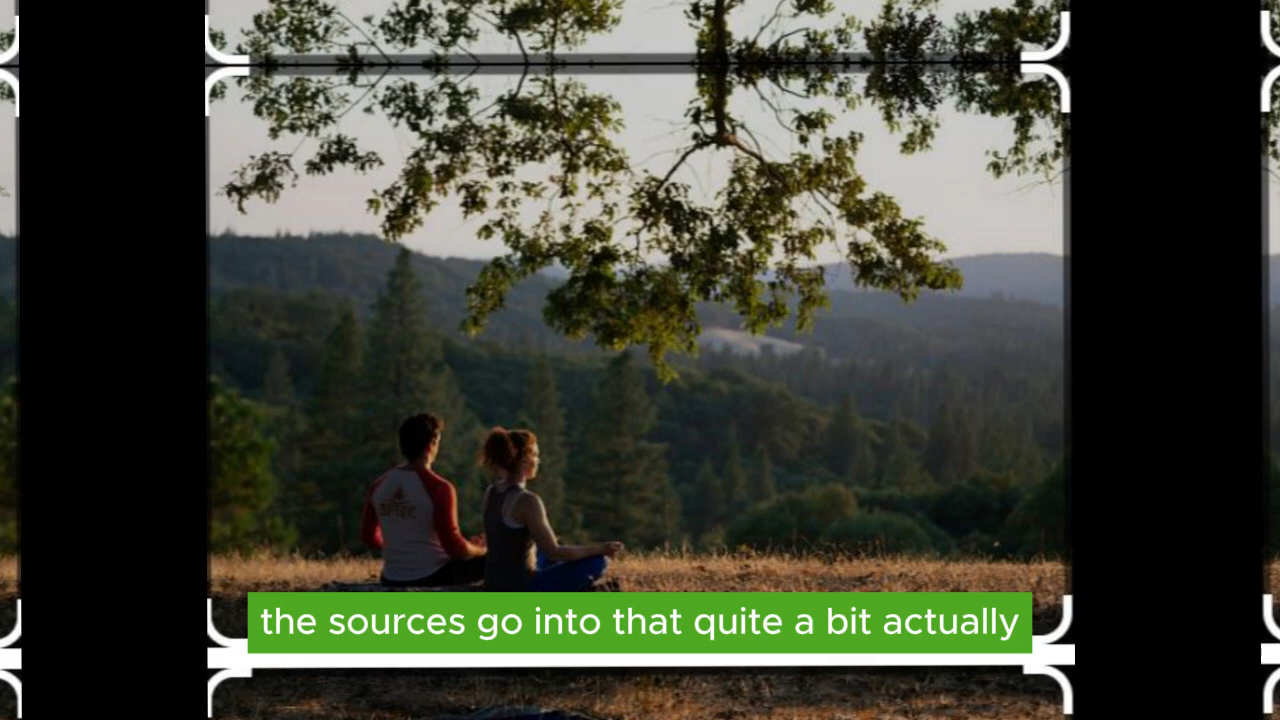 the sources go into that quite a bit actually